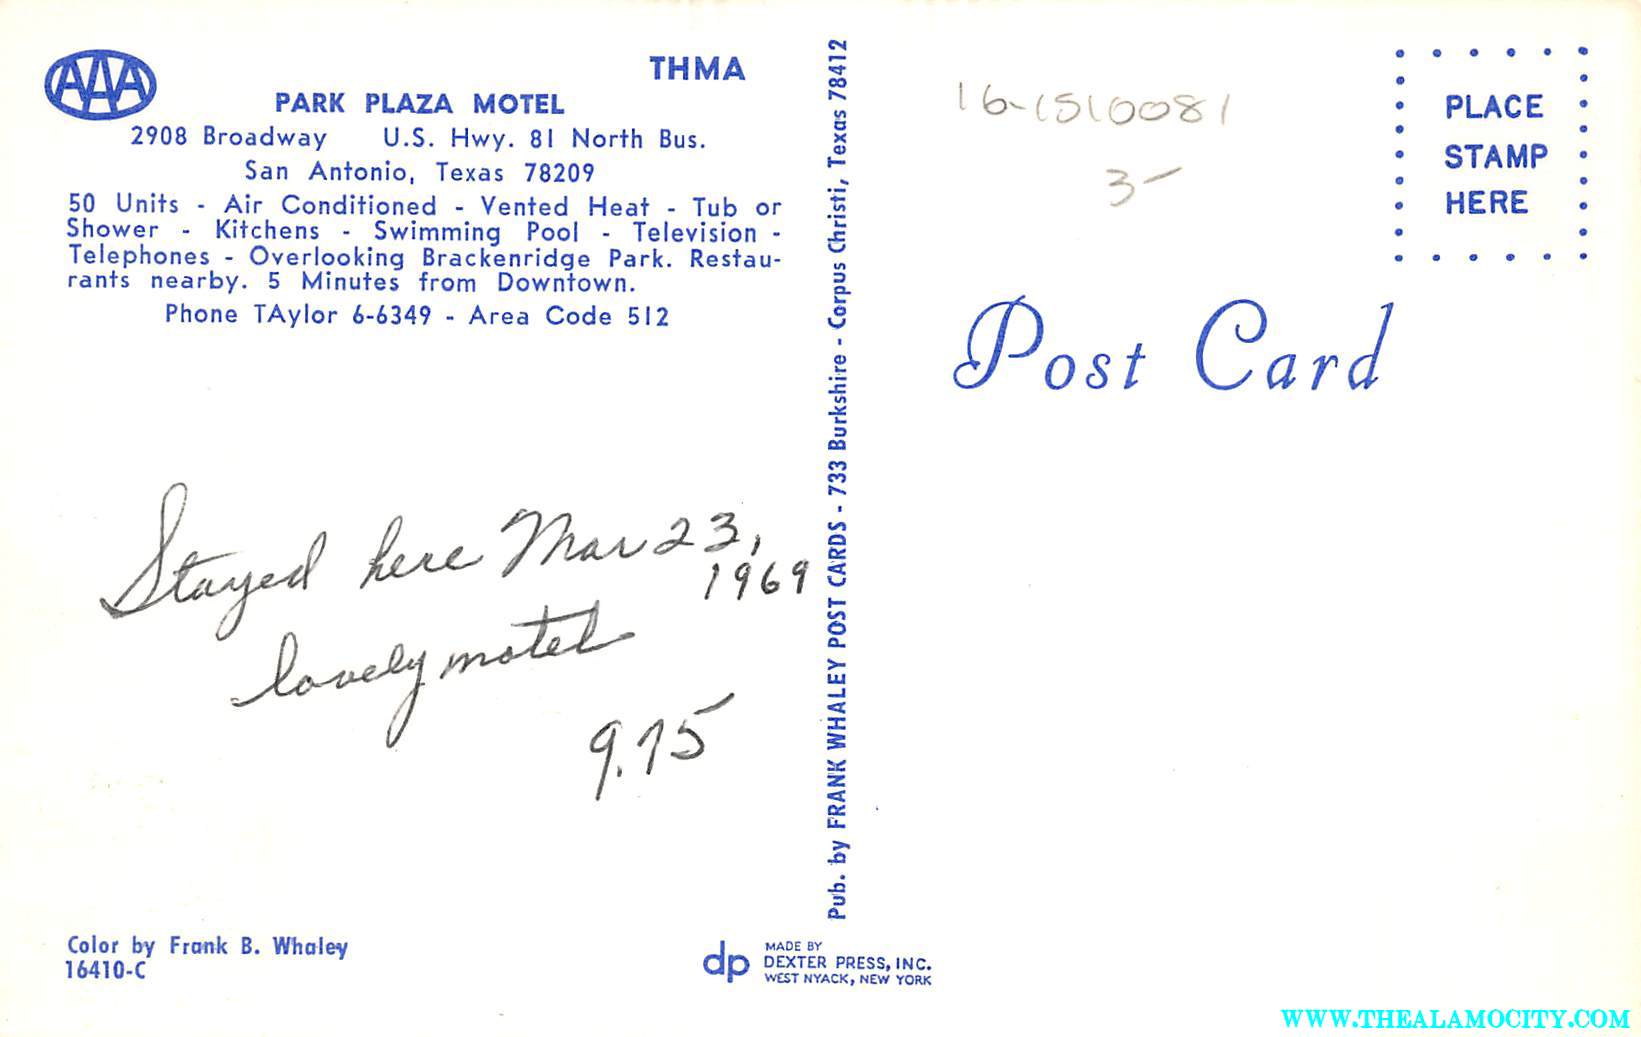 AAA
THMA
PARK PLAZA MOTEL
2908 Broadway U.S. Hwy. 81 North Bus.
San Antonio, Texas 78209
50 Units - Air Conditioned - Vented Heat - Tub or
Shower - Kitchens - Swimming Pool - Television -
Telephones - Overlooking Brackenridge Park. Restau-
rants nearby. 5 Minutes from Downtown.
Phone TAylor 6-6349 - Area Code 512
Stayed here Mar 23,
1969
lovely motel
9.75
Color by Frank B. Whaley
16410-C
Pub. by FRANK WHALEY POST CARDS - 733 Burkshire - Corpus Christi, Texas 78412
dp
MADE BY
DEXTER PRESS, INC.
WEST NYACK, NEW YORK
16-1510081
3-
PLACE
STAMP
HERE
Post Card
WWW.THEALAMOCITY.COM